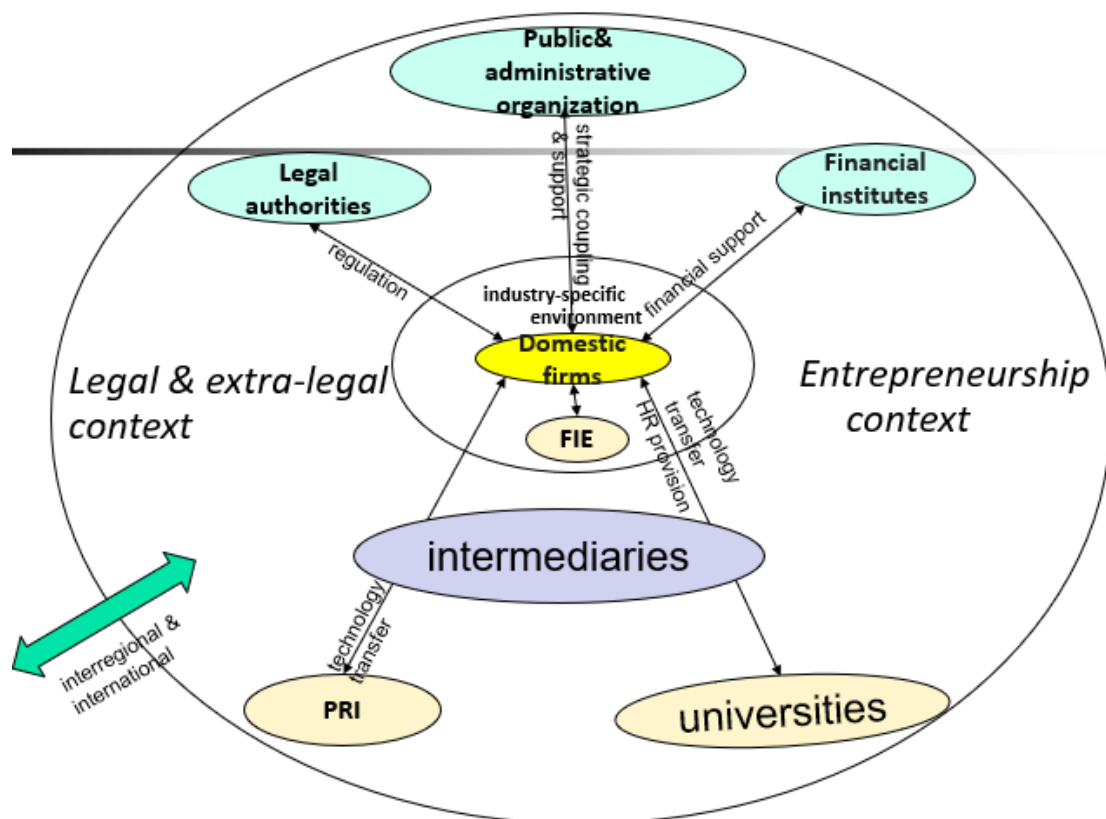 Public&
administrative
organization
Legal
authorities
Financial
institutes
strategic coupling
& support
regulation
financial support
industry-specific
environment
Domestic
firms
FIE
Legal & extra-legal
context
Entrepreneurship
context
technology
transfer
HR provision
intermediaries
technology
transfer
interregional &
international
PRI
universities